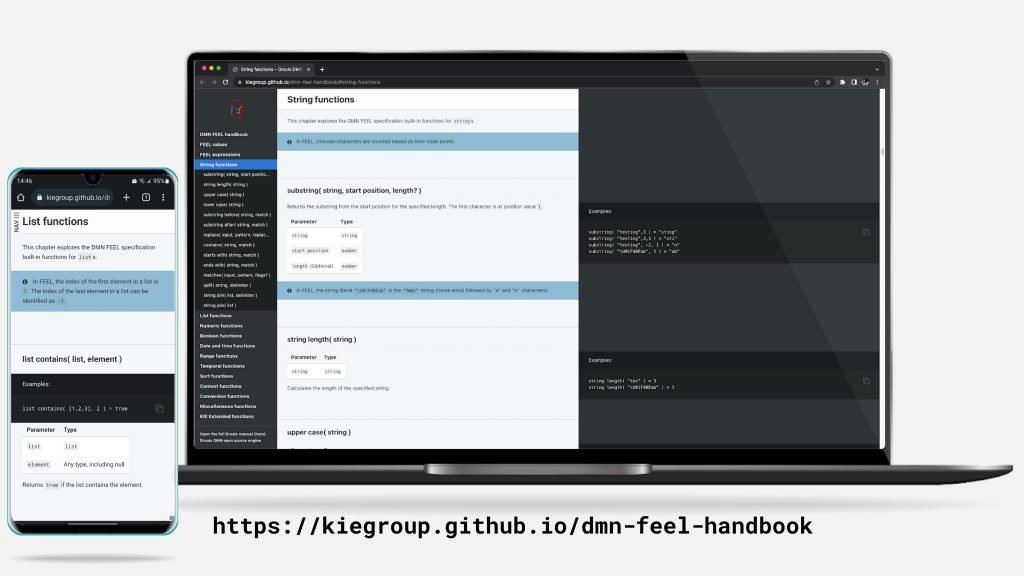 14:46
95%
kiegroup.github.io/dr
NAV
List functions
This chapter explores the DMN FEEL specification
built-in functions for lists.
In FEEL, the index of the first element in a list is
1. The index of the last element in a list can be
identified as -1.
list contains( list, element )
Examples:
list contains( [1,2,3], 2 ) = true
Parameter Type
list list
element Any type, including null
Returns true if the list contains the element.
String functions – Drools DMN
kiegroup.github.io/dmn-feel-handbook/#string-functions
DMN FEEL handbook
FEEL values
FEEL expressions
String functions
substring( string, start positio...
string length( string )
upper case( string )
lower case( string )
substring before( string, match )
substring after( string, match )
replace( input, pattern, replac...
contains( string, match )
starts with( string, match )
ends with( string, match )
matches( input, pattern, flags? )
split( string, delimiter )
string join( list, delimiter )
string join( list )
List functions
Numeric functions
Boolean functions
Date and time functions
Range functions
Temporal functions
Sort functions
Context functions
Conversion functions
Miscellaneous functions
KIE Extended functions
Open the full Drools manual (here).
Drools DMN open source engine
String functions
This chapter explores the DMN FEEL specification built-in functions for strings
In FEEL, Unicode characters are counted based on their code points.
substring( string, start position, length? )
Returns the substring from the start position for the specified length. The first character is at position value 1.
Parameter Type
string string
start position number
length (Optional) number
In FEEL, the string literal "\U01F40Eab" is the "🐎ab" string (horse emoji followed by "a" and "b" characters).
string length( string )
Parameter Type
string string
Calculates the length of the specified string.
upper case( string )
Examples:
substring( "testing",3 ) = "sting"
substring( "testing",3,3 ) = "sti"
substring( "testing", -2, 1 ) = "n"
substring( "\U01F40Eab", 2 ) = "ab"
Examples:
string length( "tes" ) = 3
string length( "\U01F40Eab" ) = 3
https://kiegroup.github.io/dmn-feel-handbook